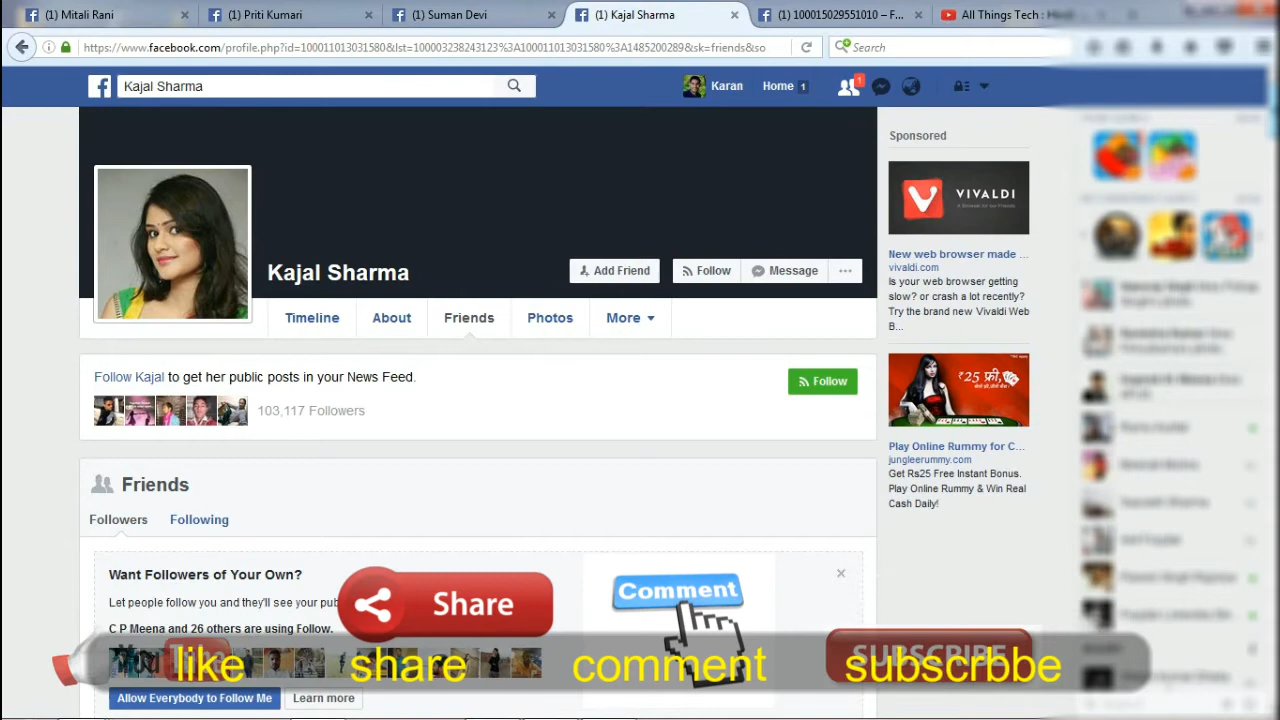 (1) Mitali Rani
(1) Priti Kumari
(1) Suman Devi
(1) Kajal Sharma
(1) 100015029551010 – F...
All Things Tech :
https://www.facebook.com/profile.php?id=100011013031580&lst=100003238243123%3A100011013031580%3A1485200289&sk=friends&so
Search
Kajal Sharma
Karan
Home 1
1
Kajal Sharma
Add Friend
Follow
Message
Timeline
About
Friends
Photos
More
Follow Kajal to get her public posts in your News Feed.
Follow
103,117 Followers
Friends
Followers
Following
Want Followers of Your Own?
Let people follow you and they'll see your
C P Meena and 26 others are using Follow.
Allow Everybody to Follow Me
Learn more
Sponsored
VIVALDI
New web browser made ...
vivaldi.com
Is your web browser getting
slow? or crash a lot recently?
Try the brand new Vivaldi Web
B...
₹25 फ्री,
Play Online Rummy for C...
junglerummy.com
Get Rs25 Free Instant Bonus.
Play Online Rummy & Win Real
Cash Daily!
Share
Comment
SUBSCRIBE
like
share
comment
subscrbbe